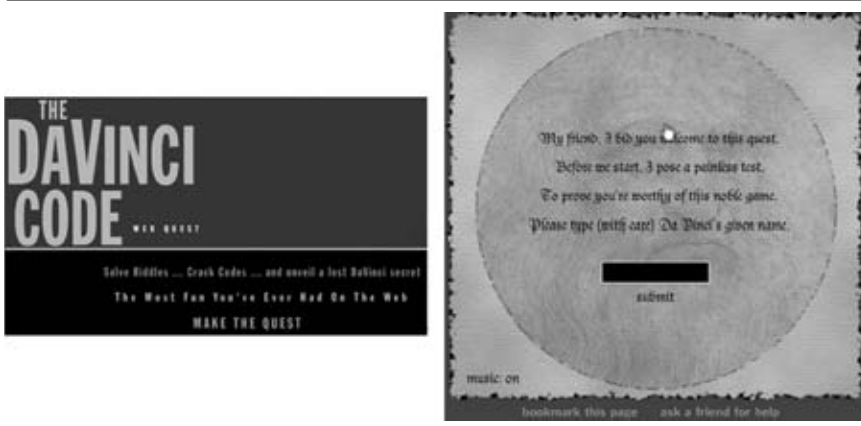 THE
DAVINCI
CODE WEB QUEST
Solve Riddles ... Crack Codes ... and unveil a lost DaVinci secret
The Most Fun You've Ever Had On The Web
MAKE THE QUEST
My friend, I bid you welcome to this quest.
Before we start, I pose a painless test,
To prove you're worthy of this noble game.
Please type (with care) Da Vinci's given name.
submit
music: on
bookmark this page ask a friend for help